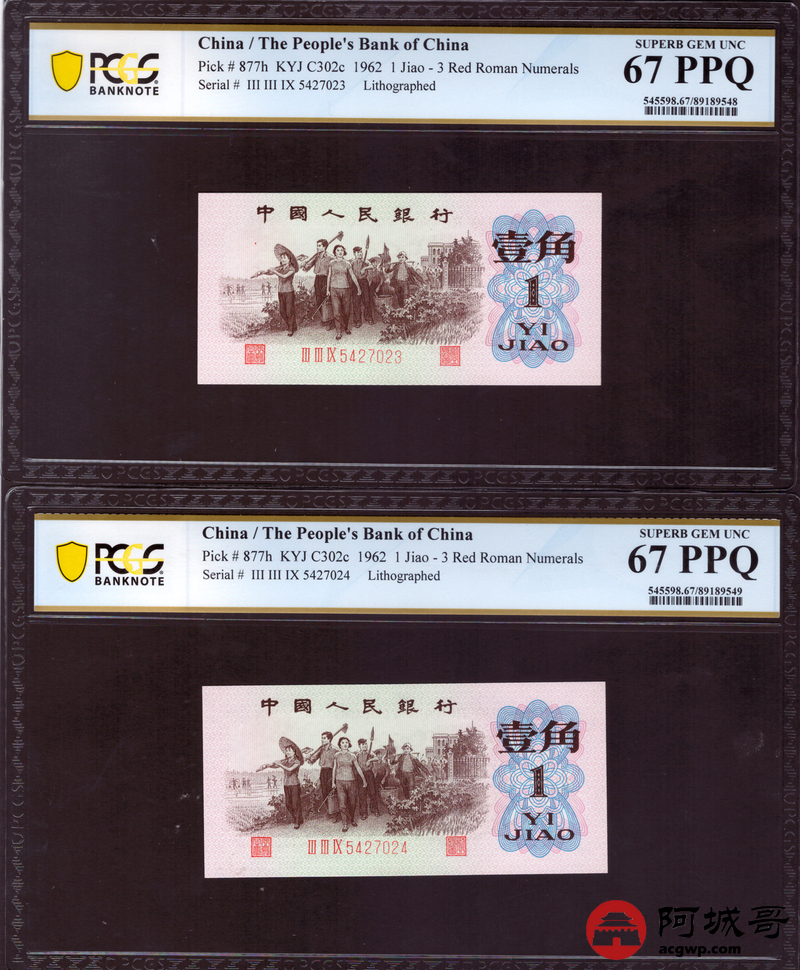 PCGS
BANKNOTE
China / The People's Bank of China
Pick # 877h KYJ C302c 1962 1 Jiao - 3 Red Roman Numerals
Serial # III III IX 5427023 Lithographed
SUPERB GEM UNC
67 PPQ
545598.67/89189548
中國人民銀行
壹角
1
YI
JIAO
III III IX 5427023
PCGS
BANKNOTE
China / The People's Bank of China
Pick # 877h KYJ C302c 1962 1 Jiao - 3 Red Roman Numerals
Serial # III III IX 5427024 Lithographed
SUPERB GEM UNC
67 PPQ
545598.67/89189549
中國人民銀行
壹角
1
YI
JIAO
III III IX 5427024
阿城哥
acgwp.com